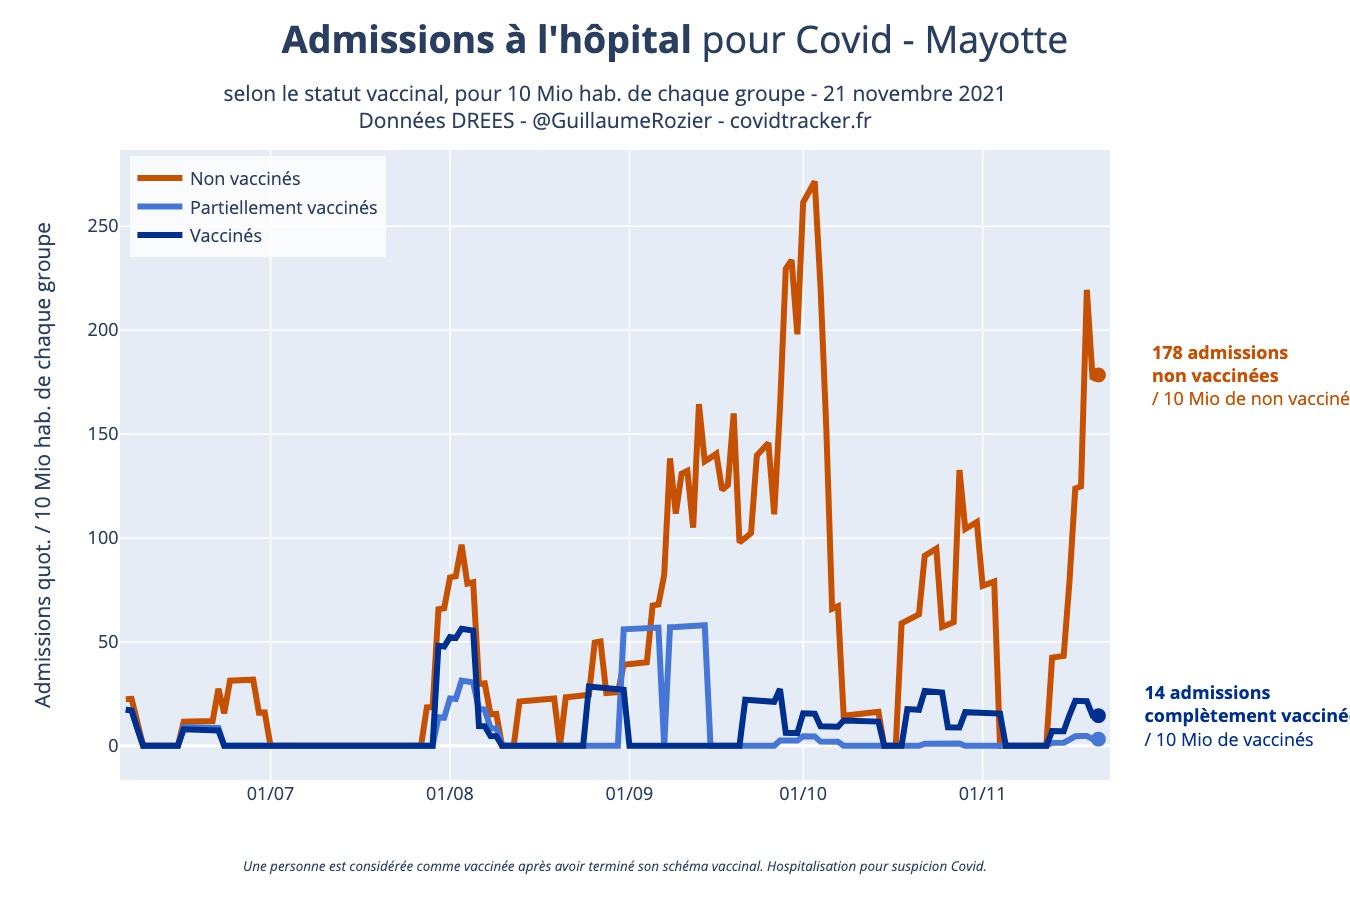 Admissions à l'hôpital pour Covid - Mayotte
selon le statut vaccinal, pour 10 Mio hab. de chaque groupe - 21 novembre 2021
Données DREES - @GuillaumeRozier - covidtracker.fr
Non vaccinés
Partiellement vaccinés
Vaccinés
Admissions quot. / 10 Mio hab. de chaque groupe
250
200
150
100
50
0
01/07
01/08
01/09
01/10
01/11
178 admissions
non vaccinées
/ 10 Mio de non vacciné
14 admissions
complètement vacciné
/ 10 Mio de vaccinés
Une personne est considérée comme vaccinée après avoir terminé son schéma vaccinal. Hospitalisation pour suspicion Covid.